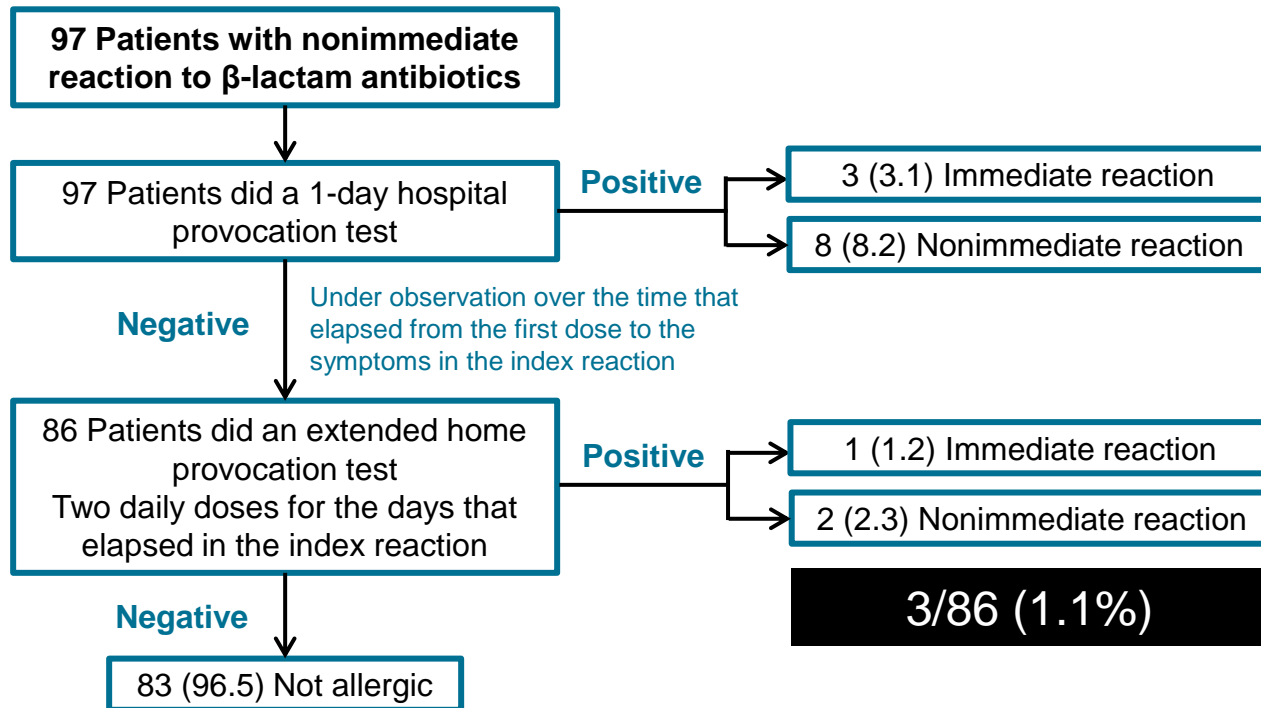 97 Patients with nonimmediate
reaction to β-lactam antibiotics
97 Patients did a 1-day hospital
provocation test
Positive
3 (3.1) Immediate reaction
8 (8.2) Nonimmediate reaction
Negative
Under observation over the time that
elapsed from the first dose to the
symptoms in the index reaction
86 Patients did an extended home
provocation test
Two daily doses for the days that
elapsed in the index reaction
Positive
1 (1.2) Immediate reaction
2 (2.3) Nonimmediate reaction
3/86 (1.1%)
Negative
83 (96.5) Not allergic